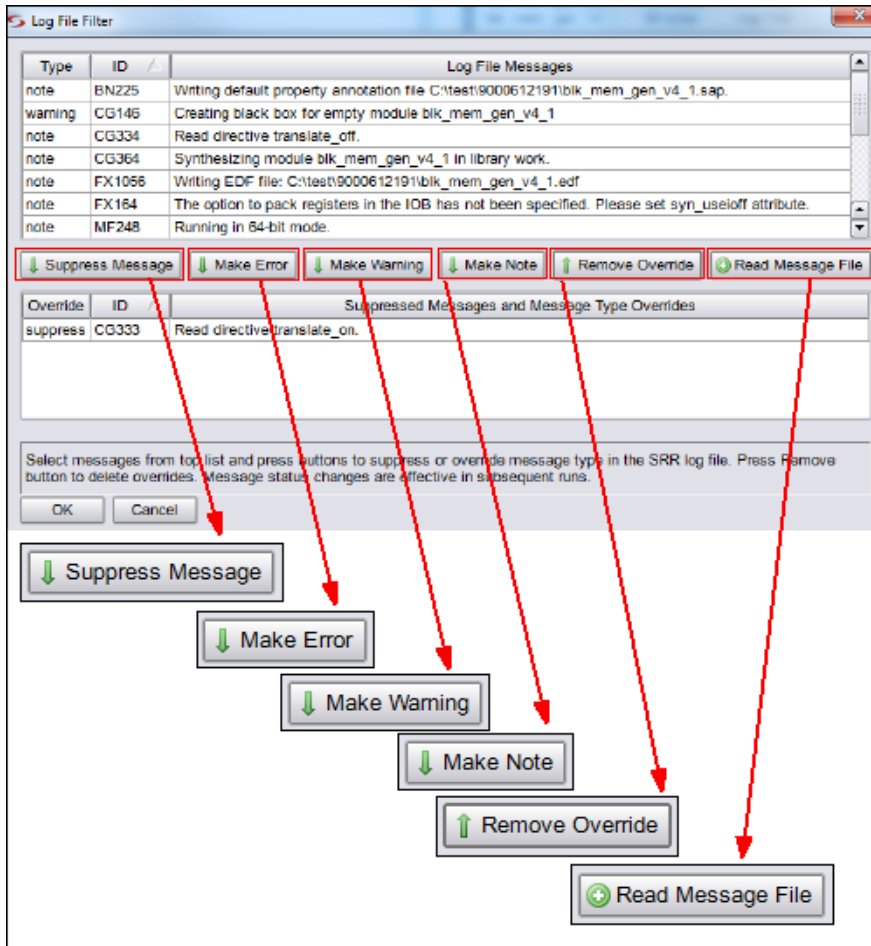 Log File Filter
Type ID Log File Messages
note BN225 Writing default property annotation file C:\test\9000612191\blk_mem_gen_v4_1.sap.
warning CG146 Creating black box for empty module blk_mem_gen_v4_1
note CG334 Read directive translate_off.
note CG364 Synthesizing module blk_mem_gen_v4_1 in library work.
note FX1056 Writing EDF file: C:\test\9000612191\blk_mem_gen_v4_1.edf
note FX164 The option to pack registers in the IOB has not been specified. Please set syn_useioff attribute.
note MF248 Running in 64-bit mode.
Suppress Message Make Error Make Warning Make Note Remove Override Read Message File
Override ID Suppressed Messages and Message Type Overrides
suppress CG333 Read directive translate_on.
Select messages from top list and press buttons to suppress or override message type in the SRR log file. Press Remove
button to delete overrides. Message status changes are effective in subsequent runs.
OK Cancel
Suppress Message
Make Error
Make Warning
Make Note
Remove Override
Read Message File